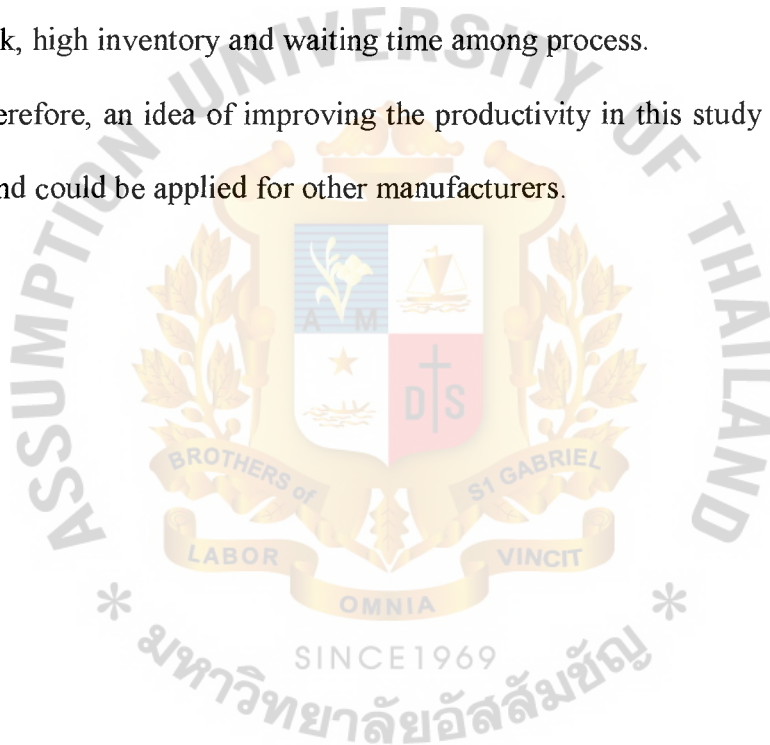 k, high inventory and waiting time among process.
erefore, an idea of improving the productivity in this study
nd could be applied for other manufacturers.
ASSUMPTION UNIVERSITY OF THAILAND
A M
D S
BROTHERS of ST GABRIEL
LABOR OMNIA VINCIT
SINCE 1969
* มหาวิทยาลัยอัสสัมชัญ *